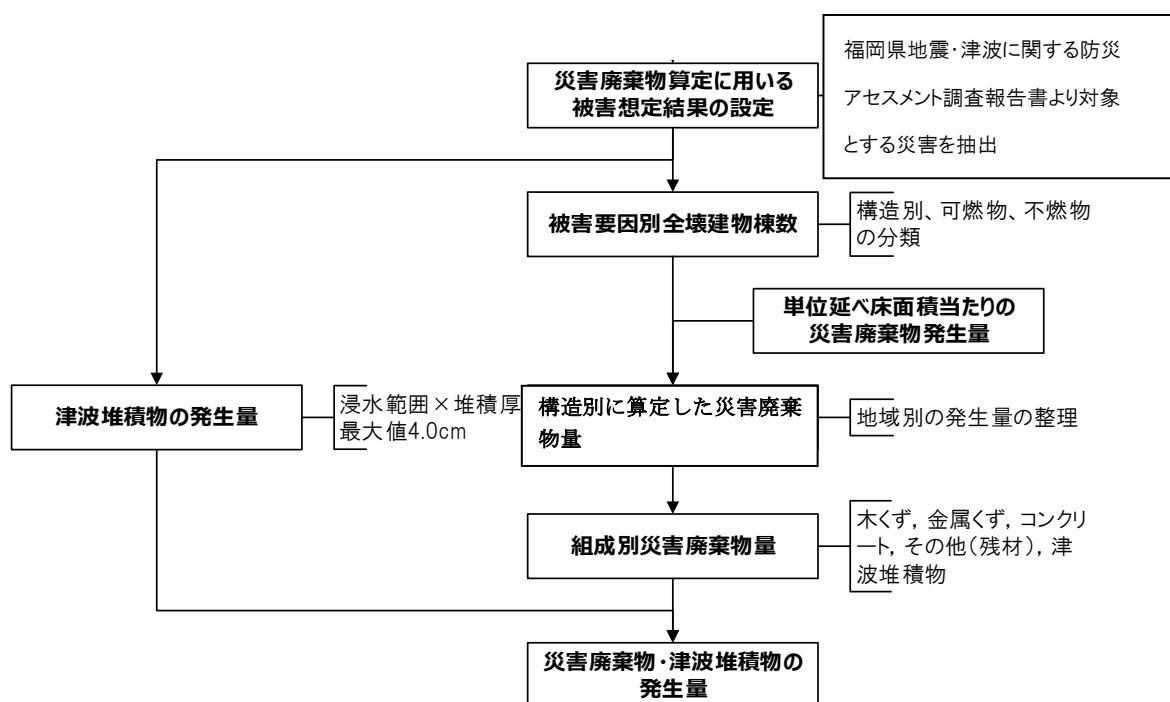 災害廃棄物算定に用いる
被害想定結果の設定
福岡県地震・津波に関する防災
アセスメント調査報告書より対象
とする災害を抽出
被害要因別全壊建物棟数
構造別、可燃物、不燃物
の分類
単位延べ床面積当たりの
災害廃棄物発生量
津波堆積物の発生量
浸水範囲×堆積厚
最大値4.0cm
構造別に算定した災害廃棄
物量
地域別の発生量の整理
組成別災害廃棄物量
木くず, 金属くず, コンクリ
ート, その他(残材), 津
波堆積物
災害廃棄物・津波堆積物の
発生量